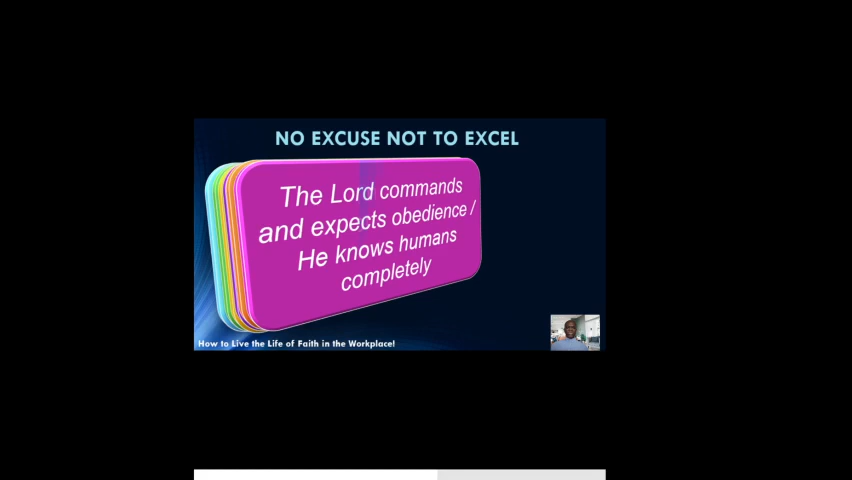 NO EXCUSE NOT TO EXCEL
The Lord commands
and expects obedience /
He knows humans
completely
How to Live the Life of Faith in the Workplace!